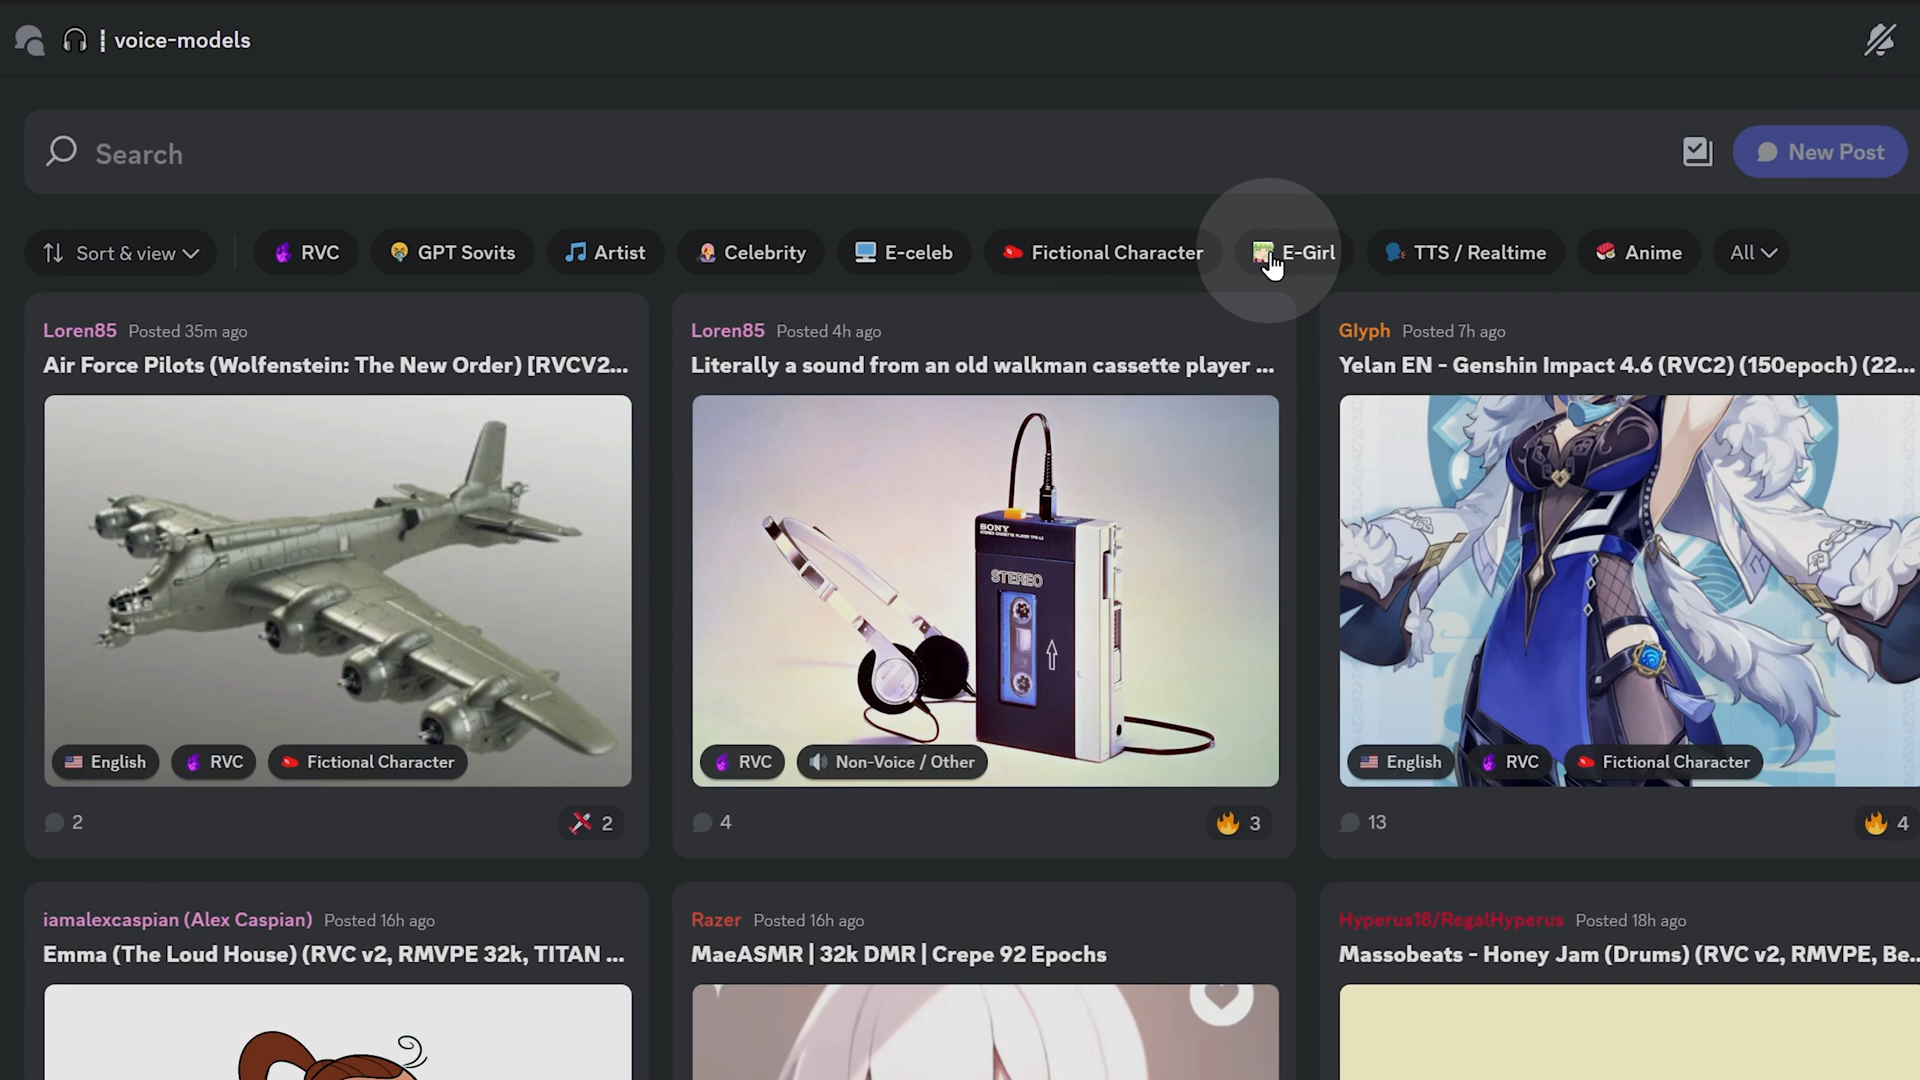 voice-models
Search
New Post
Sort & view
RVC
GPT Sovits
Artist
Celebrity
E-celeb
Fictional Character
E-Girl
TTS / Realtime
Anime
All
Loren85 Posted 35m ago
Air Force Pilots (Wolfenstein: The New Order) [RVCV2...
English
RVC
Fictional Character
2
2
Loren85 Posted 4h ago
Literally a sound from an old walkman cassette player ...
SONY
STEREO
RVC
Non-Voice / Other
4
3
Glyph Posted 7h ago
Yelan EN - Genshin Impact 4.6 (RVC2) (150epoch) (22...
English
RVC
Fictional Character
13
4
iamalexcaspian (Alex Caspian) Posted 16h ago
Emma (The Loud House) (RVC v2, RMVPE 32k, TITAN ...
Razer Posted 16h ago
MaeASMR | 32k DMR | Crepe 92 Epochs
Hyperus18/RegalHyperus Posted 18h ago
Massobeats - Honey Jam (Drums) (RVC v2, RMVPE, Be...